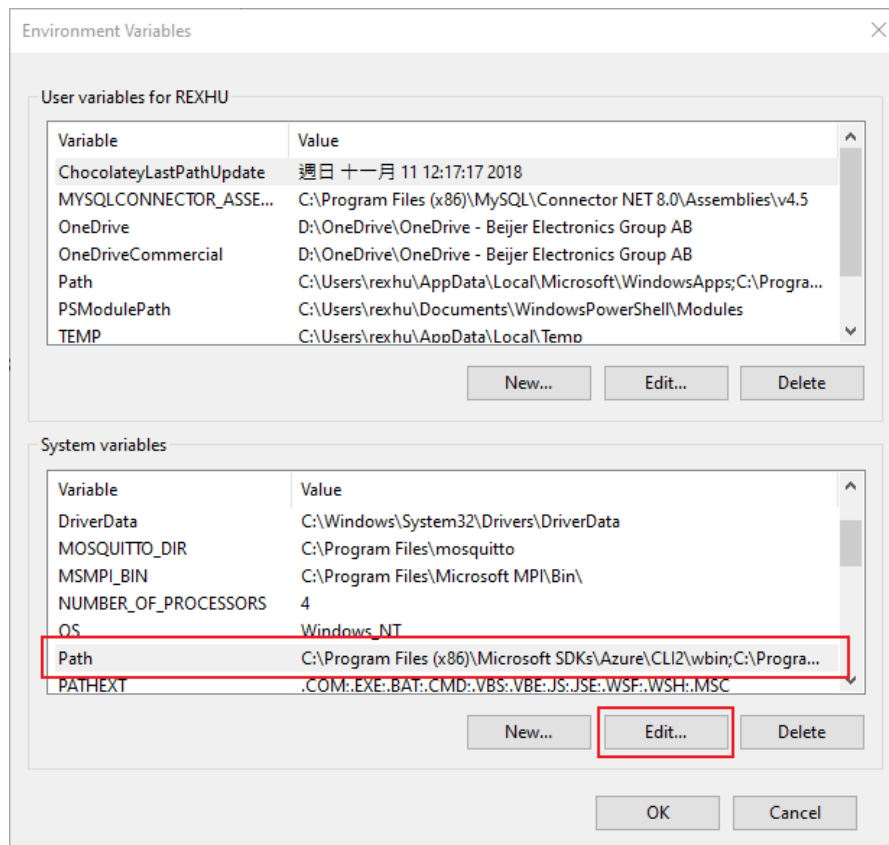 Environment Variables
User variables for REXHU
Variable Value
ChocolateyLastPathUpdate 週日 十一月 11 12:17:17 2018
MYSQLCONNECTOR_ASSE... C:\Program Files (x86)\MySQL\Connector NET 8.0\Assemblies\v4.5
OneDrive D:\OneDrive\OneDrive - Beijer Electronics Group AB
OneDriveCommercial D:\OneDrive\OneDrive - Beijer Electronics Group AB
Path C:\Users\rexhu\AppData\Local\Microsoft\WindowsApps;C:\Progra...
PSModulePath C:\Users\rexhu\Documents\WindowsPowerShell\Modules
TEMP C:\Users\rexhu\AppData\Local\Temp
New... Edit... Delete
System variables
Variable Value
DriverData C:\Windows\System32\Drivers\DriverData
MOSQUITTO_DIR C:\Program Files\mosquitto
MSMPI_BIN C:\Program Files\Microsoft MPI\Bin\
NUMBER_OF_PROCESSORS 4
OS Windows_NT
Path C:\Program Files (x86)\Microsoft SDKs\Azure\CLI2\wbin;C:\Progra...
PATHEXT .COM;.EXE;.BAT;.CMD;.VBS;.VBE;.JS;.JSE;.WSF;.WSH;.MSC
New... Edit... Delete
OK Cancel